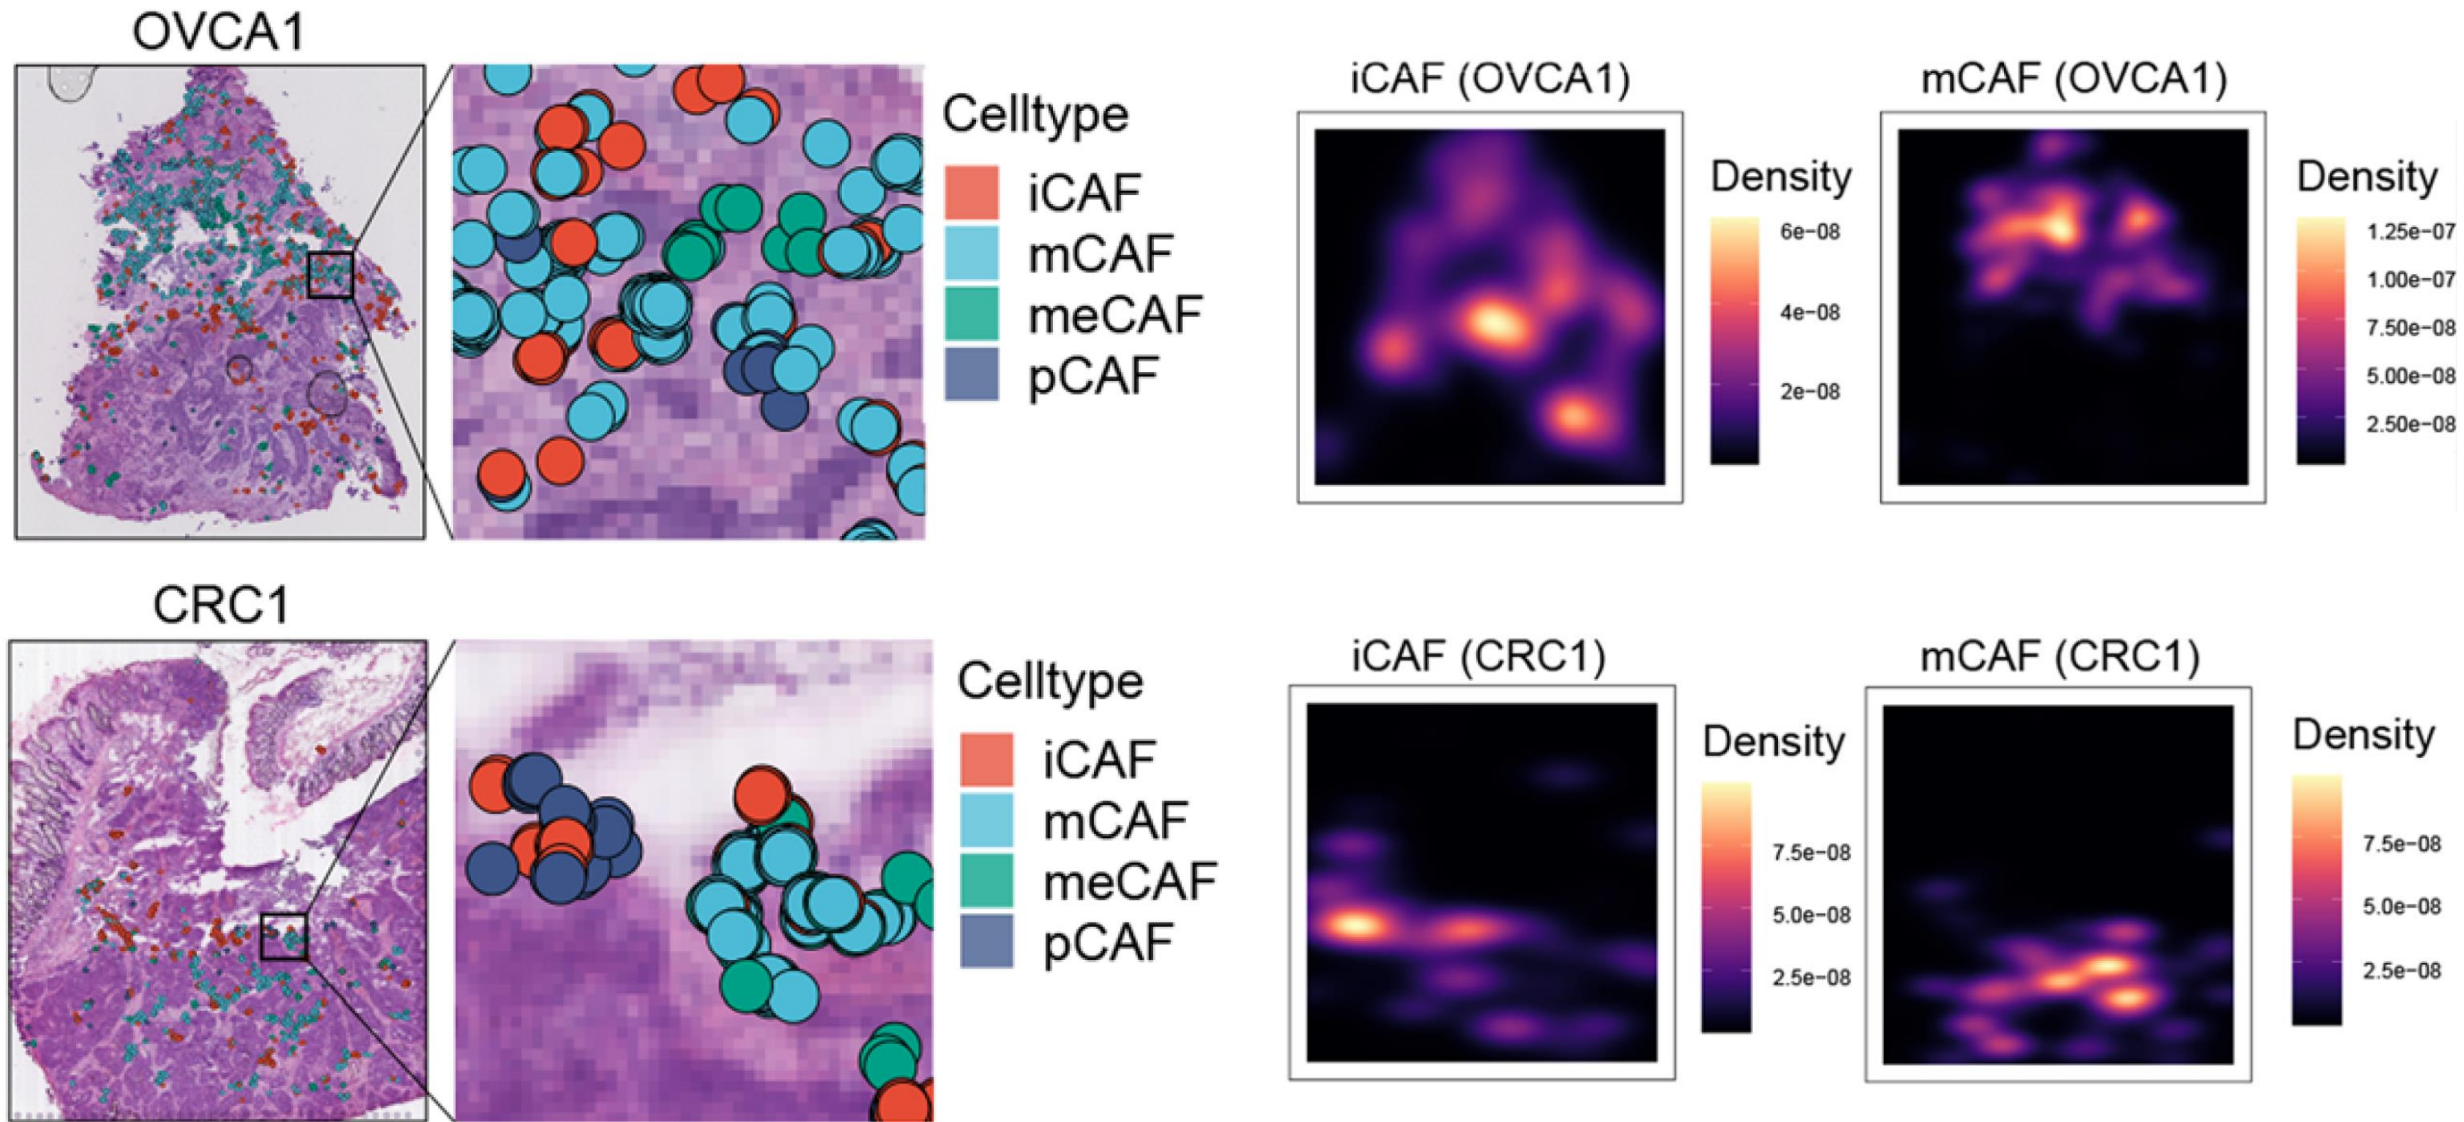 OVCA1
Celltype
iCAF
mCAF
meCAF
pCAF
iCAF (OVCA1)
Density
6e−08
4e−08
2e−08
mCAF (OVCA1)
Density
1.25e−07
1.00e−07
7.50e−08
5.00e−08
2.50e−08
CRC1
Celltype
iCAF
mCAF
meCAF
pCAF
iCAF (CRC1)
Density
7.5e−08
5.0e−08
2.5e−08
mCAF (CRC1)
Density
7.5e−08
5.0e−08
2.5e−08